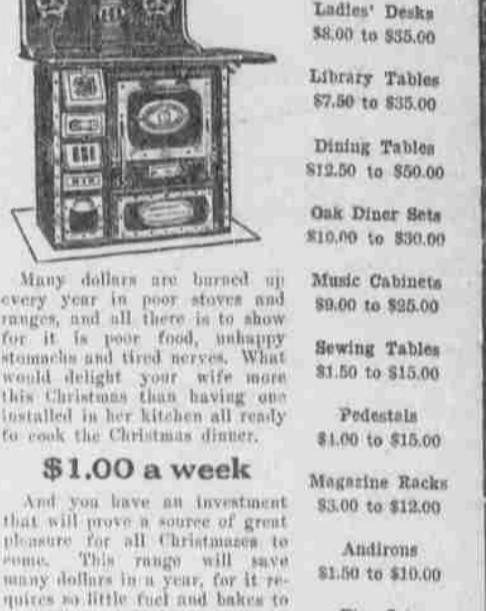 Many dollars are burned up
every year in poor stoves and
ranges, and all there is to show
for it is poor food, unhappy
stomachs and tired nerves. What
would delight your wife more
this Christmas than having one
installed in her kitchen all ready
to cook the Christmas dinner.
$1.00 a week
And you have an investment
that will prove a source of great
pleasure for all Christmases to
come. This range will save
many dollars in a year, for it re-
quires so little fuel and bakes to
Ladies' Desks
$8.00 to $35.00
Library Tables
$7.50 to $35.00
Dining Tables
$12.50 to $50.00
Oak Diner Sets
$10.00 to $30.00
Music Cabinets
$9.00 to $25.00
Sewing Tables
$1.50 to $15.00
Pedestals
$4.00 to $15.00
Magazine Racks
$3.00 to $12.00
Andirons
$1.50 to $10.00